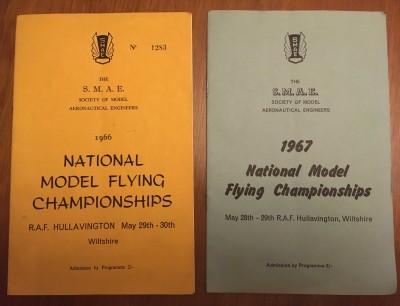 S.M.A.E.
Nº 1283
THE
S. M. A. E.
SOCIETY OF MODEL
AERONAUTICAL ENGINEERS
1966
NATIONAL
MODEL FLYING
CHAMPIONSHIPS
R.A.F. HULLAVINGTON May 29th - 30th
Wiltshire
Admission by Programme 2/-
S.M.A.E.
THE
S.M.A.E.
SOCIETY OF MODEL
AERONAUTICAL ENGINEERS
1967
National Model
Flying Championships
May 28th - 29th R.A.F. Hullavington, Wiltshire
Admission by Programme 2/-